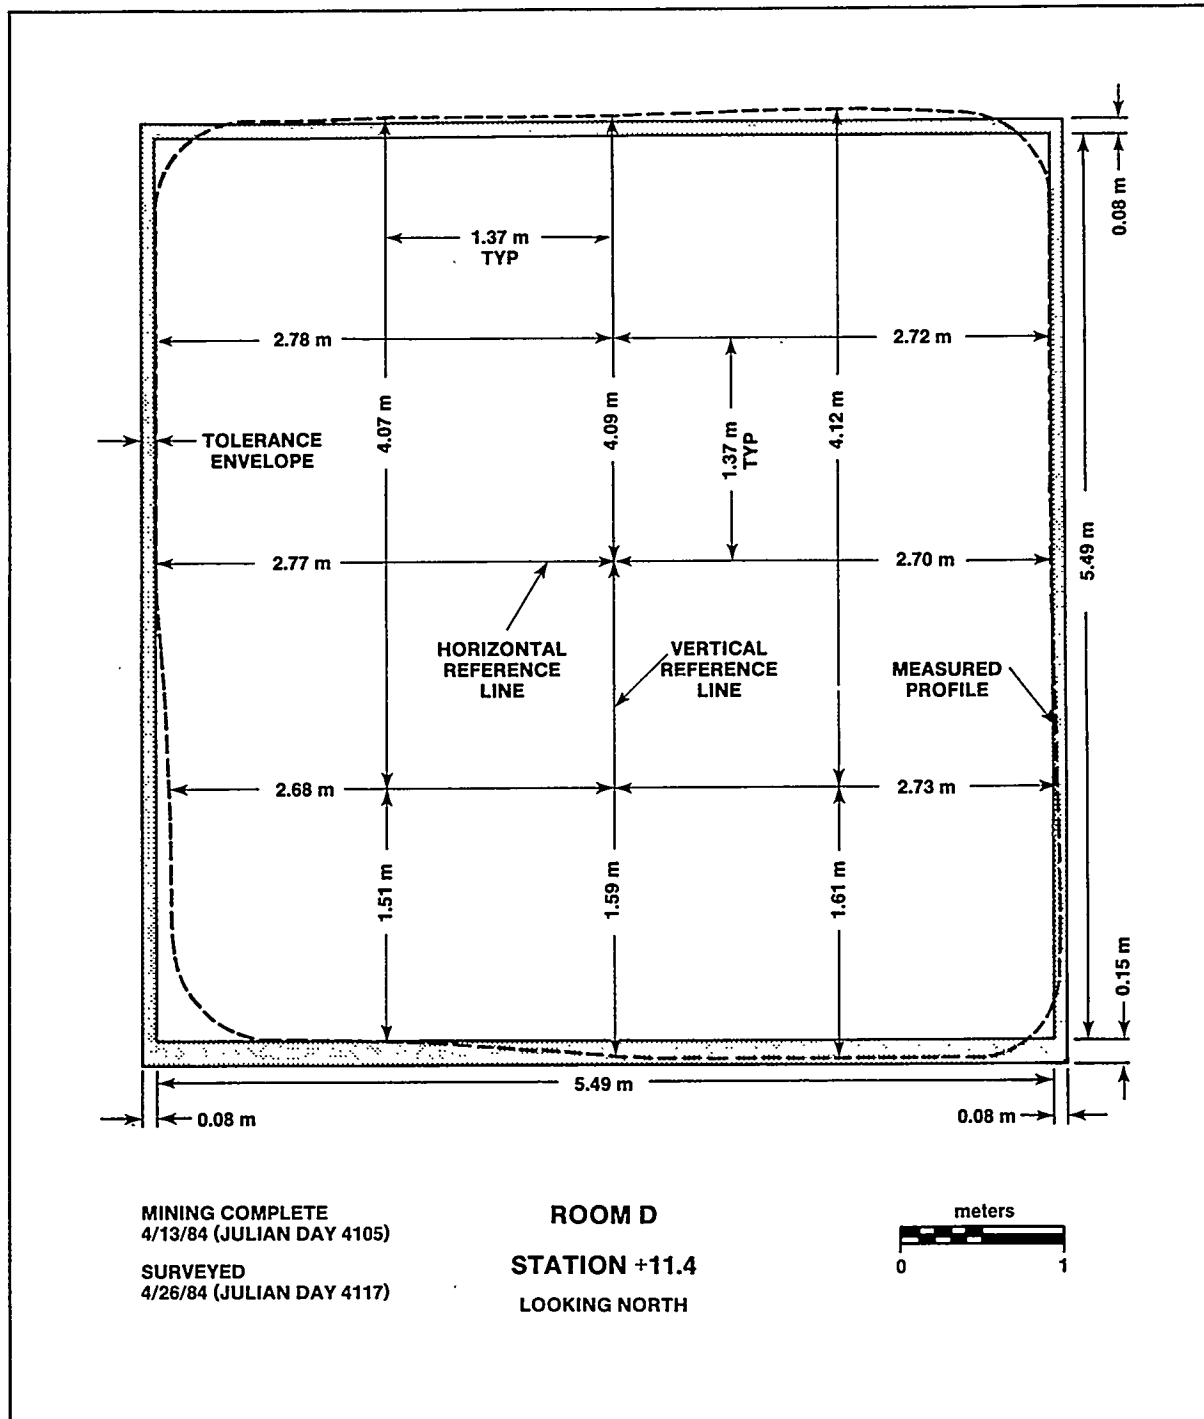 0.08 m
1.37 m
TYP
2.78 m
2.72 m
4.07 m
4.09 m
1.37 m
TYP
4.12 m
TOLERANCE
ENVELOPE
5.49 m
2.77 m
2.70 m
HORIZONTAL
REFERENCE
LINE
VERTICAL
REFERENCE
LINE
MEASURED
PROFILE
2.68 m
2.73 m
1.51 m
1.59 m
1.61 m
0.15 m
5.49 m
0.08 m
0.08 m
MINING COMPLETE
4/13/84 (JULIAN DAY 4105)
SURVEYED
4/26/84 (JULIAN DAY 4117)
ROOM D
STATION +11.4
LOOKING NORTH
meters
0 1